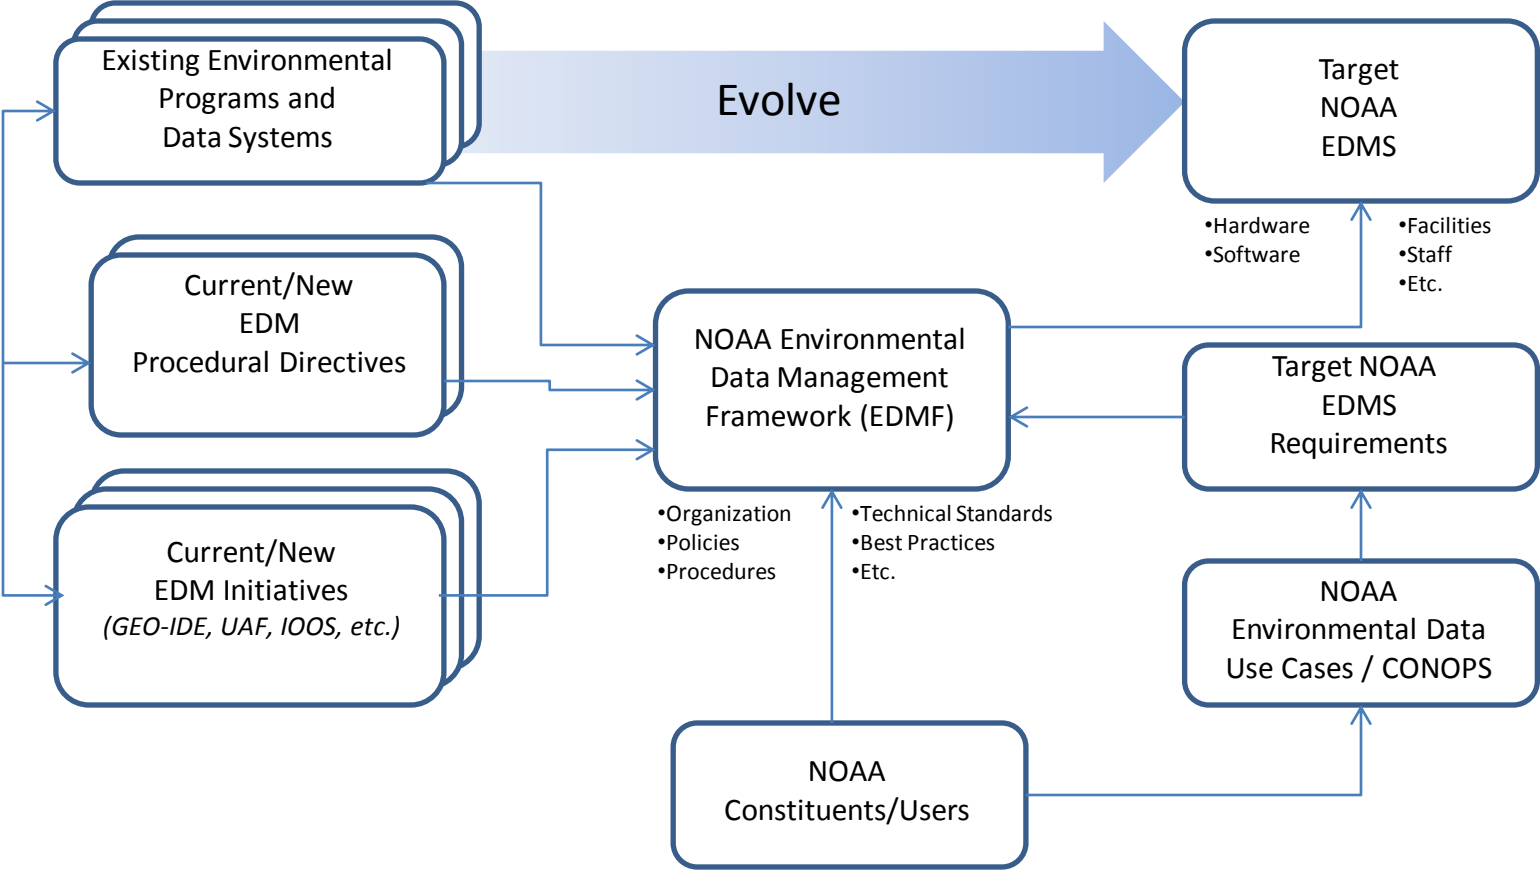 Existing Environmental
Programs and
Data Systems
Evolve
Target
NOAA
EDMS
•Hardware
•Software
•Facilities
•Staff
•Etc.
Current/New
EDM
Procedural Directives
NOAA Environmental
Data Management
Framework (EDMF)
Target NOAA
EDMS
Requirements
•Organization
•Policies
•Procedures
•Technical Standards
•Best Practices
•Etc.
Current/New
EDM Initiatives
(GEO-IDE, UAF, IOOS, etc.)
NOAA
Environmental Data
Use Cases / CONOPS
NOAA
Constituents/Users